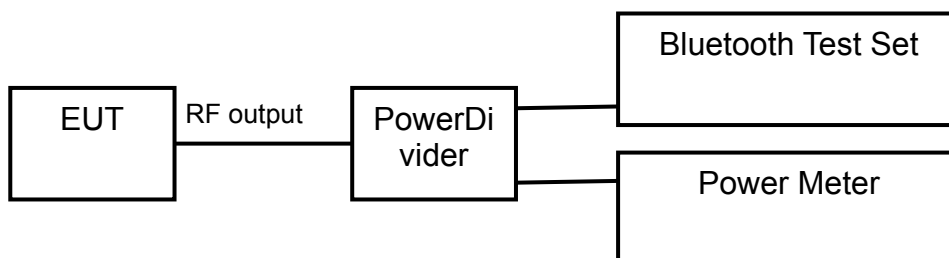 EUT
RF output
PowerDi
vider
Bluetooth Test Set
Power Meter